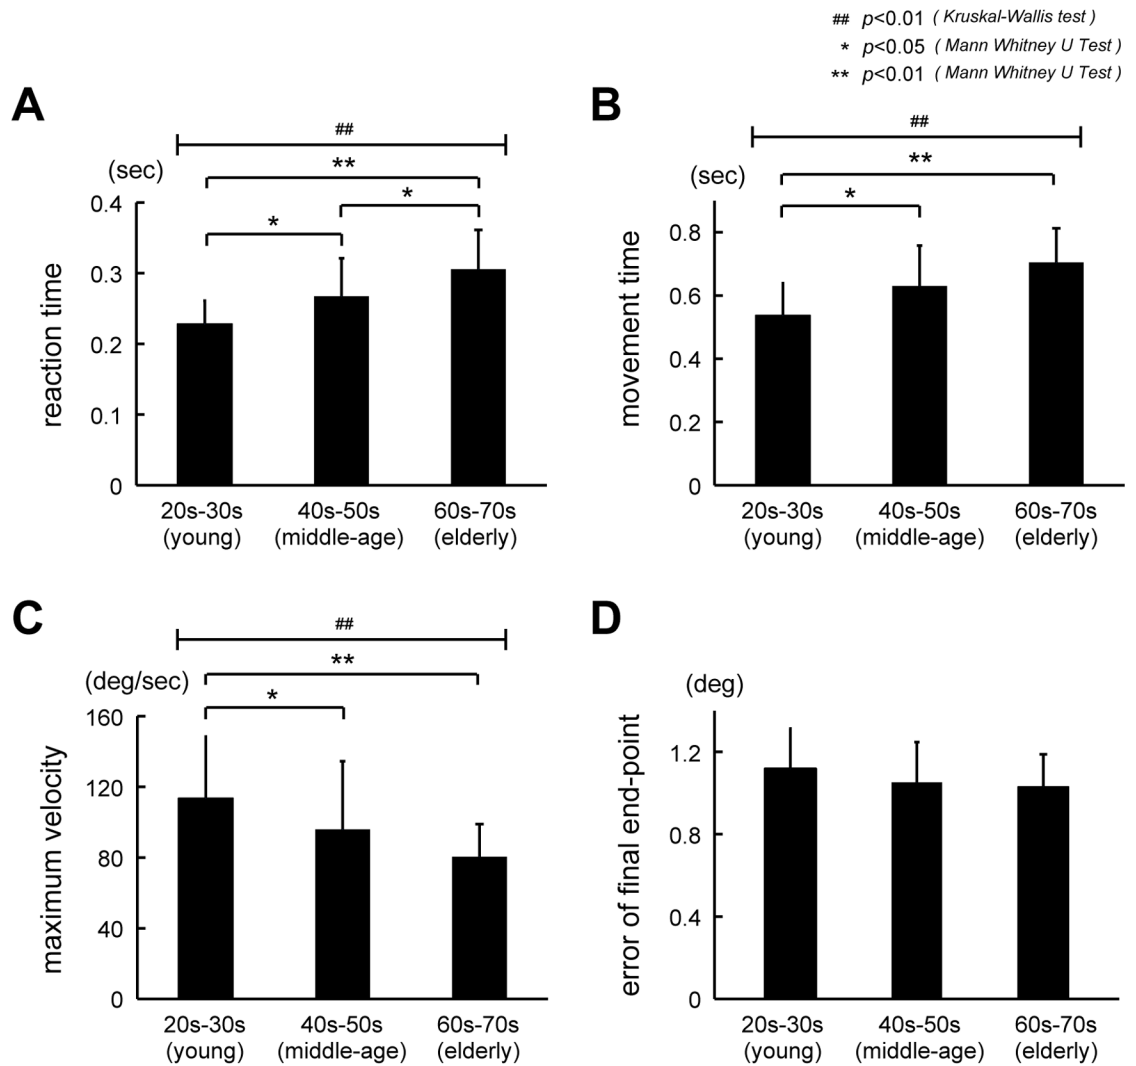 ## p<0.01 ( Kruskal-Wallis test )
* p<0.05 ( Mann Whitney U Test )
** p<0.01 ( Mann Whitney U Test )
A
##
**
*
*
(sec)
0.4
0.3
0.2
0.1
0
reaction time
20s-30s 40s-50s 60s-70s
(young) (middle-age) (elderly)
B
##
**
*
(sec)
0.8
0.6
0.4
0.2
0
movement time
20s-30s 40s-50s 60s-70s
(young) (middle-age) (elderly)
C
##
**
*
(deg/sec)
160
120
80
40
0
maximum velocity
20s-30s 40s-50s 60s-70s
(young) (middle-age) (elderly)
D
(deg)
1.2
0.8
0.4
0
error of final end-point
20s-30s 40s-50s 60s-70s
(young) (middle-age) (elderly)